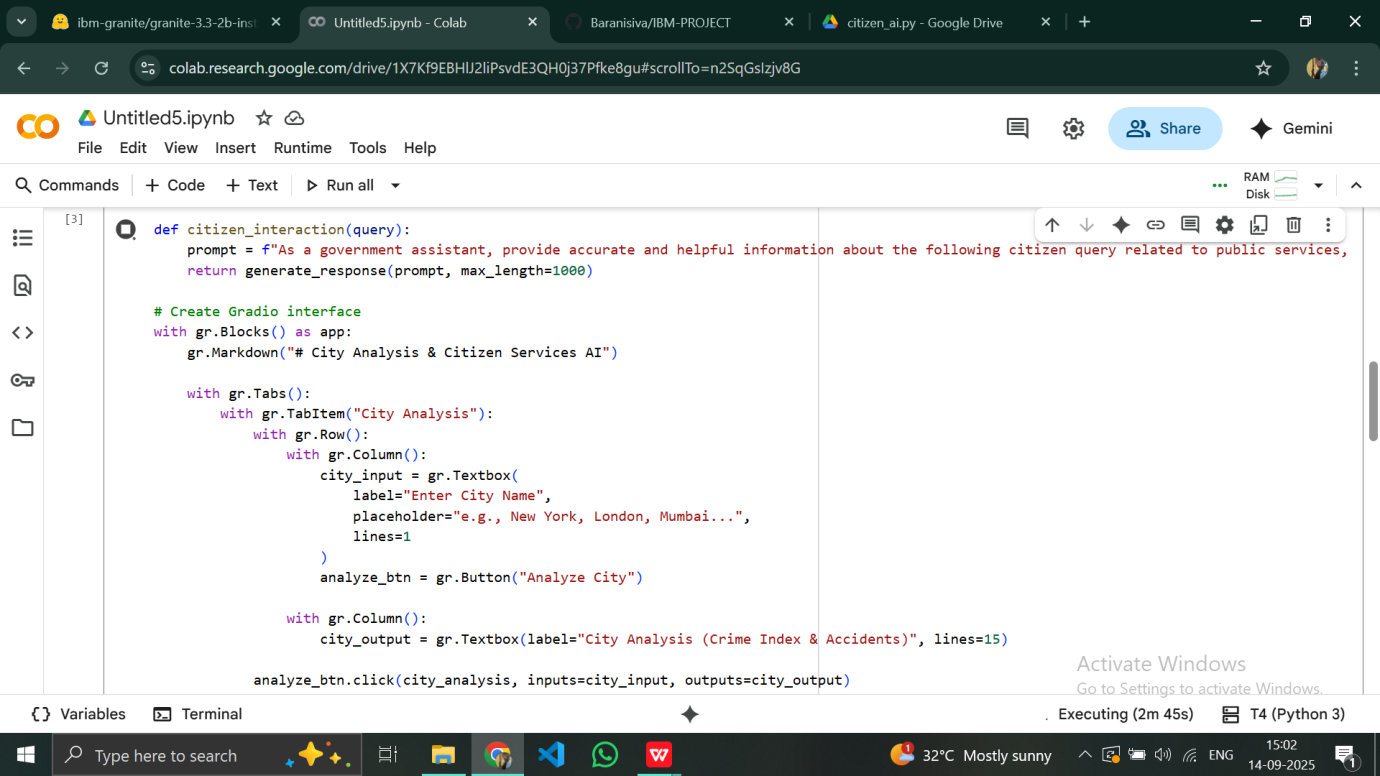 ibm-granite/granite-3.3-2b-inst
Untitled5.ipynb - Colab
Baranisiva/IBM-PROJECT
citizen_ai.py - Google Drive
colab.research.google.com/drive/1X7Kf9EBHlJ2liPsvdE3QH0j37Pfke8gu#scrollTo=n2SqGsIzjv8G
Untitled5.ipynb
Share
Gemini
File Edit View Insert Runtime Tools Help
Commands + Code + Text Run all
RAM
Disk
[3]
def citizen_interaction(query):
prompt = f"As a government assistant, provide accurate and helpful information about the following citizen query related to public services,
return generate_response(prompt, max_length=1000)
# Create Gradio interface
with gr.Blocks() as app:
gr.Markdown("# City Analysis & Citizen Services AI")
with gr.Tabs():
with gr.TabItem("City Analysis"):
with gr.Row():
with gr.Column():
city_input = gr.Textbox(
label="Enter City Name",
placeholder="e.g., New York, London, Mumbai...",
lines=1
)
analyze_btn = gr.Button("Analyze City")
with gr.Column():
city_output = gr.Textbox(label="City Analysis (Crime Index & Accidents)", lines=15)
analyze_btn.click(city_analysis, inputs=city_input, outputs=city_output)
Activate Windows
Go to Settings to activate Windows.
Variables Terminal
Executing (2m 45s) T4 (Python 3)
Type here to search
1
32°C Mostly sunny
ENG
15:02
14-09-2025
1